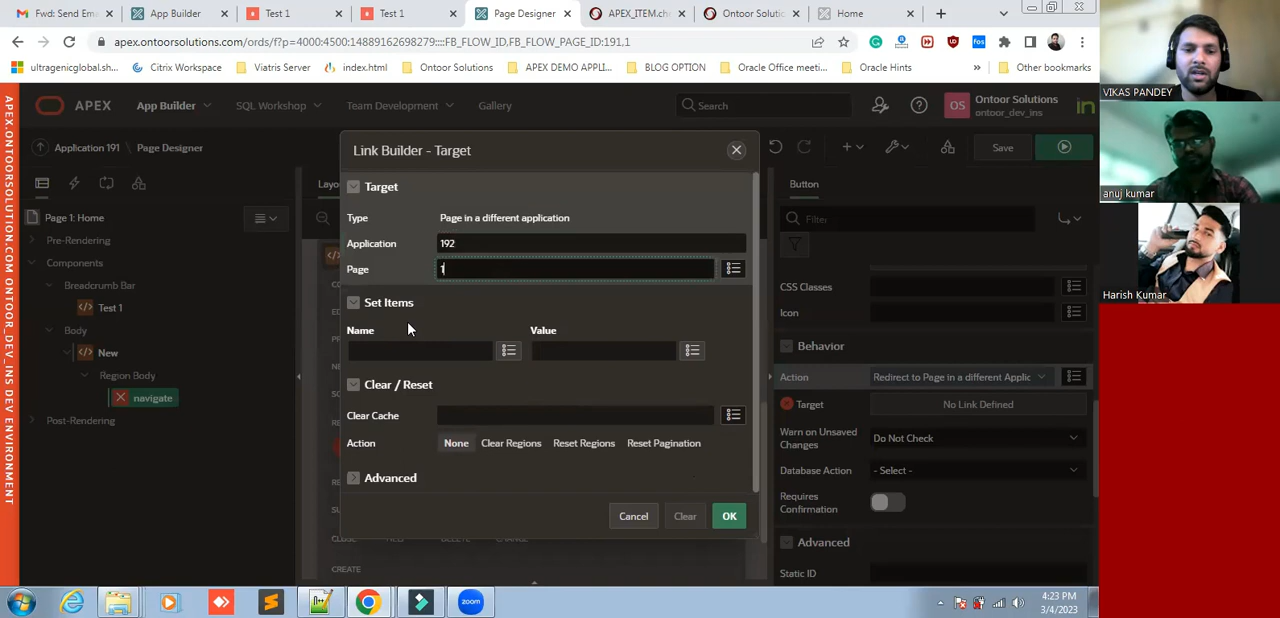 Fwd: Send Ema
App Builder
Test 1
Test 1
Page Designer
APEX_ITEM.ch
Ontoor Soluti
Home
apex.ontoorsolutions.com/ords/f?p=4000:4500:14889162698279::::FB_FLOW_ID,FB_FLOW_PAGE_ID:191,1
ultragenicglobal.sh...
Citrix Workspace
Viatris Server
index.html
Ontoor S
APEX DEMO APPLI...
BLOG OPTION
Oracle Office meeti...
Oracle Hints
»
Other bookmarks
APEX
App Builder
SQL Workshop
Team Development
Gallery
Search
OS
Ontoor Solutions
ontoor_dev_ins
Application 191
Page Designer
Save
Page 1: Home
Pre-Rendering
Components
Breadcrumb Bar
Test 1
Body
New
Region Body
navigate
Post-Rendering
Layou
Link Builder - Target
Target
Type
Page in a different application
Application
192
Page
1
Set Items
Name
Value
Clear / Reset
Clear Cache
Action
None
Clear Regions
Reset Regions
Reset Pagination
Advanced
Cancel
Clear
OK
CREATE
Button
Filter
CSS Classes
Icon
Behavior
Action
Redirect to Page in a different Applic
Target
No Link Defined
Warn on Unsaved
Changes
Do Not Check
Database Action
- Select -
Requires
Confirmation
Advanced
Static ID
APEX.ONTOORSOLUTION.COM/ONTOOR_DEV_INS DEV ENVIRONMENT
VIKAS PANDEY
anuj kumar
Harish Kumar
zoom
4:23 PM
3/4/2023